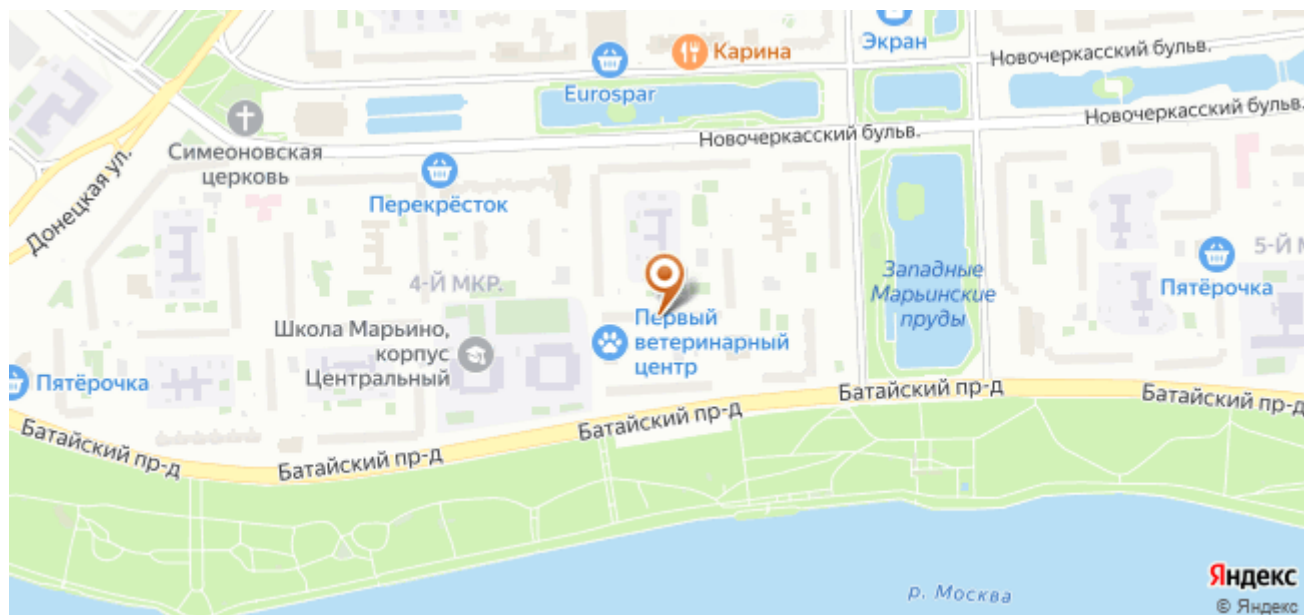 Экран
Карина
Новочеркасский бульв.
Eurospar
Новочеркасский бульв.
Новочеркасский бульв.
Симеоновская
церковь
Донецкая ул.
Перекрёсток
5-Й М
4-Й МКР.
Западные
Марьинские
пруды
Пятёрочка
Первый
ветеринарный
центр
Школа Марьино,
корпус
Центральный
Пятёрочка
Батайский пр-д
Батайский пр-д
Батайский пр-д
Батайский пр-д
Батайский пр-д
Яндекс
р. Москва
© Яндекс